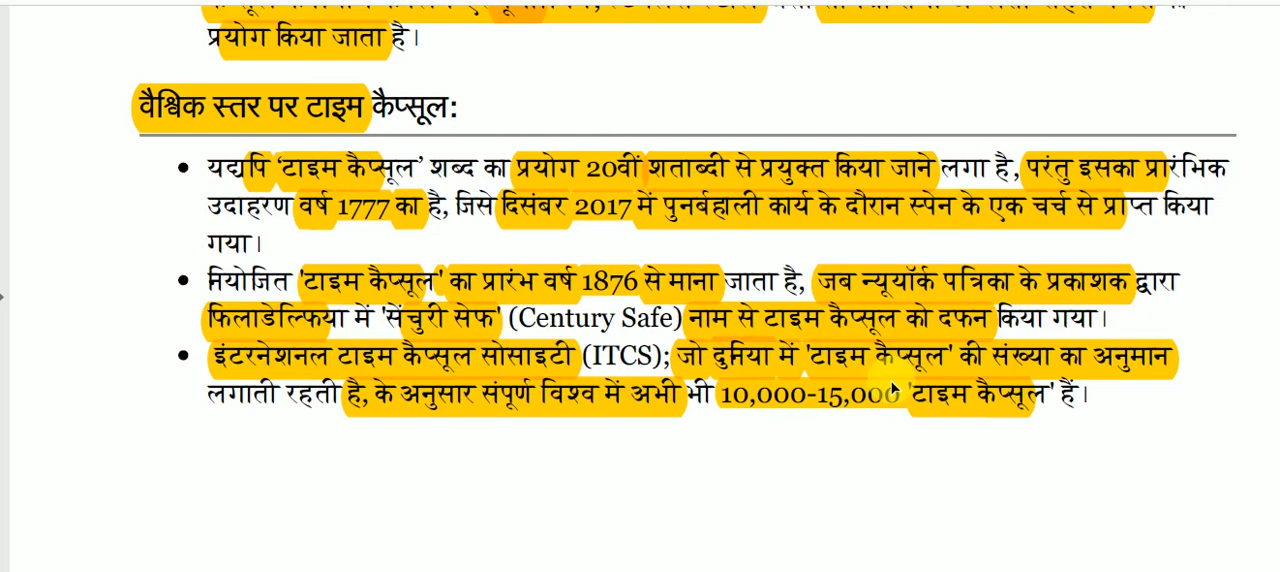 प्रयोग किया जाता है।
वैश्विक स्तर पर टाइम कैप्सूल:
यद्यपि ‘टाइम कैप्सूल’ शब्द का प्रयोग 20वीं शताब्दी से प्रयुक्त किया जाने लगा है, परंतु इसका प्रारंभिक
उदाहरण वर्ष 1777 का है, जिसे दिसंबर 2017 में पुनर्बहाली कार्य के दौरान स्पेन के एक चर्च से प्राप्त किया
गया।
नियोजित 'टाइम कैप्सूल' का प्रारंभ वर्ष 1876 से माना जाता है, जब न्यूयॉर्क पत्रिका के प्रकाशक द्वारा
फिलाडेल्फिया में 'सेंचुरी सेफ' (Century Safe) नाम से टाइम कैप्सूल को दफन किया गया।
इंटरनेशनल टाइम कैप्सूल सोसाइटी (ITCS); जो दुनिया में 'टाइम कैप्सूल' की संख्या का अनुमान
लगाती रहती है, के अनुसार संपूर्ण विश्व में अभी भी 10,000-15,000 'टाइम कैप्सूल' हैं।